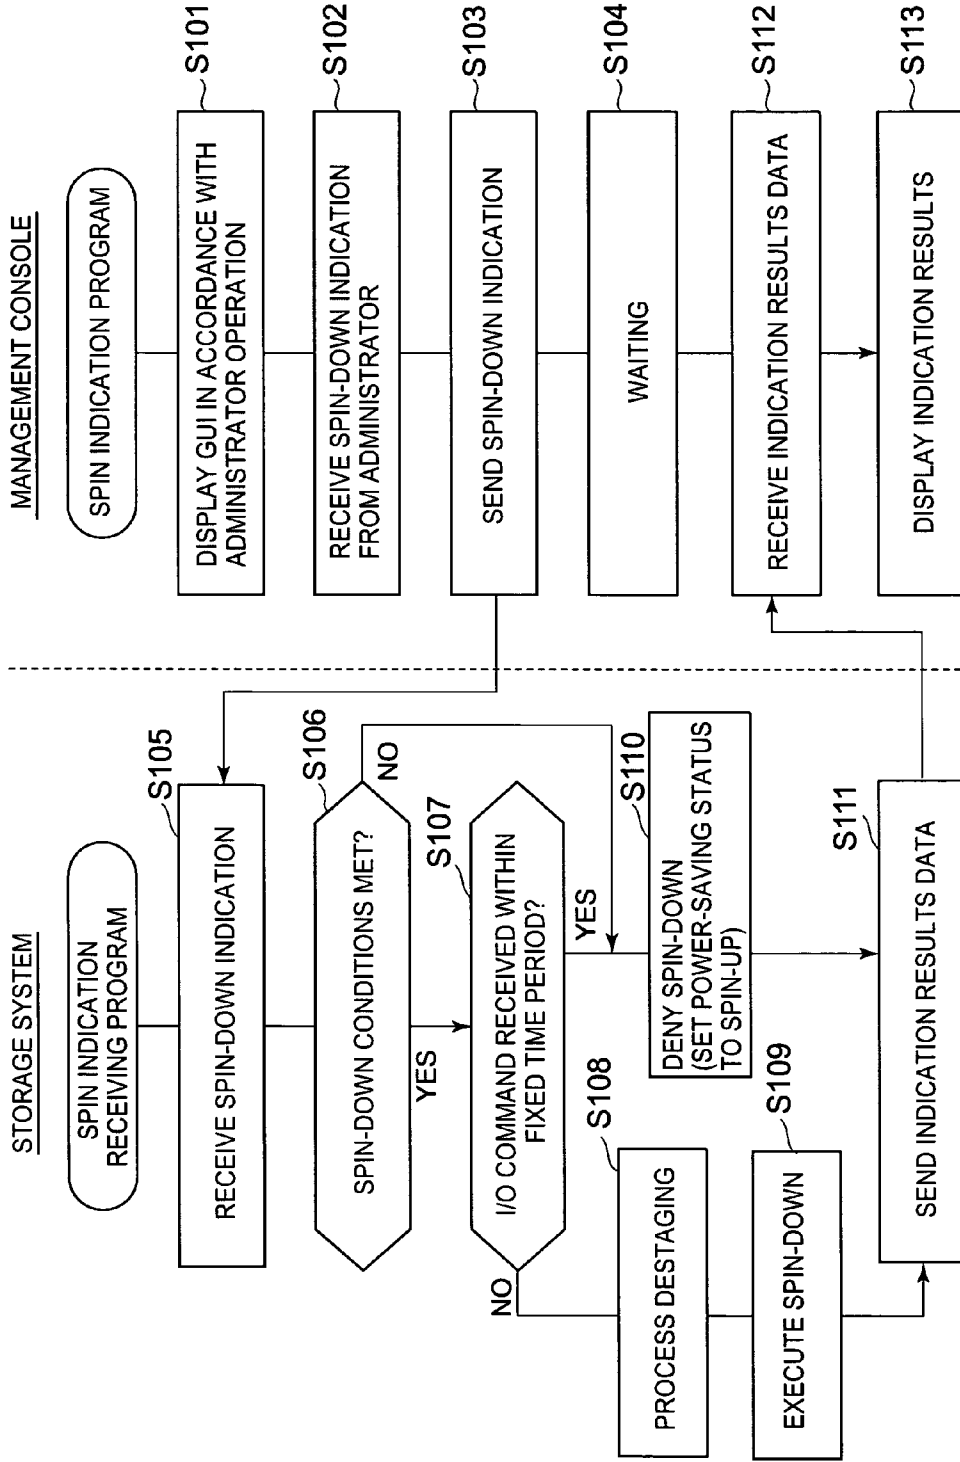 STORAGE SYSTEM
SPIN INDICATION
RECEIVING PROGRAM
S105
RECEIVE SPIN-DOWN INDICATION
S106
SPIN-DOWN CONDITIONS MET?
NO
YES
S107
I/O COMMAND RECEIVED WITHIN
FIXED TIME PERIOD?
NO
YES
S108
PROCESS DESTAGING
S109
EXECUTE SPIN-DOWN
S110
DENY SPIN-DOWN
(SET POWER-SAVING STATUS
TO SPIN-UP)
S111
SEND INDICATION RESULTS DATA
MANAGEMENT CONSOLE
SPIN INDICATION PROGRAM
S101
DISPLAY GUI IN ACCORDANCE WITH
ADMINISTRATOR OPERATION
S102
RECEIVE SPIN-DOWN INDICATION
FROM ADMINISTRATOR
S103
SEND SPIN-DOWN INDICATION
S104
WAITING
S112
RECEIVE INDICATION RESULTS DATA
S113
DISPLAY INDICATION RESULTS